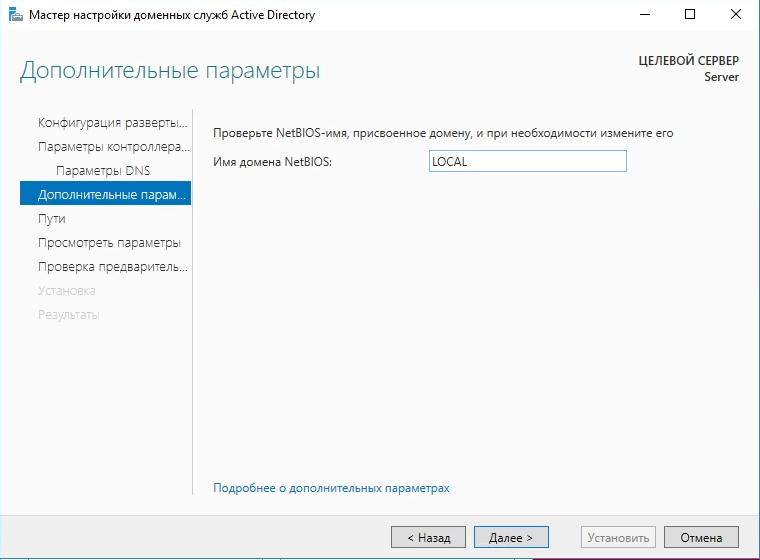 Мастер настройки доменных служб Active Directory
Дополнительные параметры
ЦЕЛЕВОЙ СЕРВЕР
Server
Конфигурация разверты...
Параметры контроллера...
Параметры DNS
Дополнительные парам...
Пути
Просмотреть параметры
Проверка предваритель...
Установка
Результаты
Проверьте NetBIOS-имя, присвоенное домену, и при необходимости измените его
Имя домена NetBIOS:
LOCAL
Подробнее о дополнительных параметрах
< Назад
Далее >
Установить
Отмена